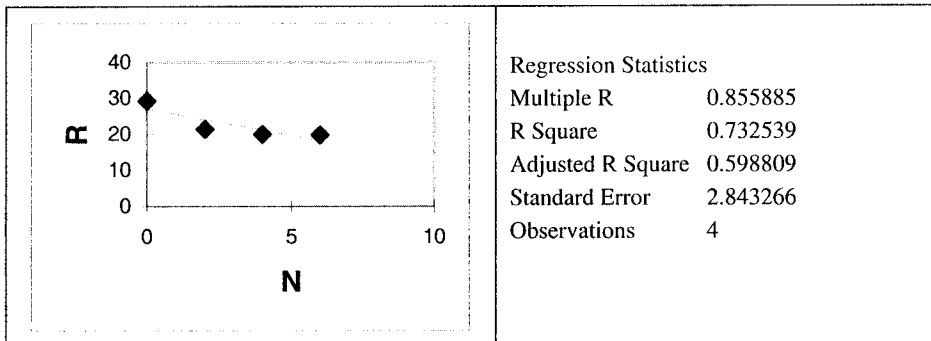 40
30
20
10
0
R
0 5 10
N
Regression Statistics
Multiple R 0.855885
R Square 0.732539
Adjusted R Square 0.598809
Standard Error 2.843266
Observations 4